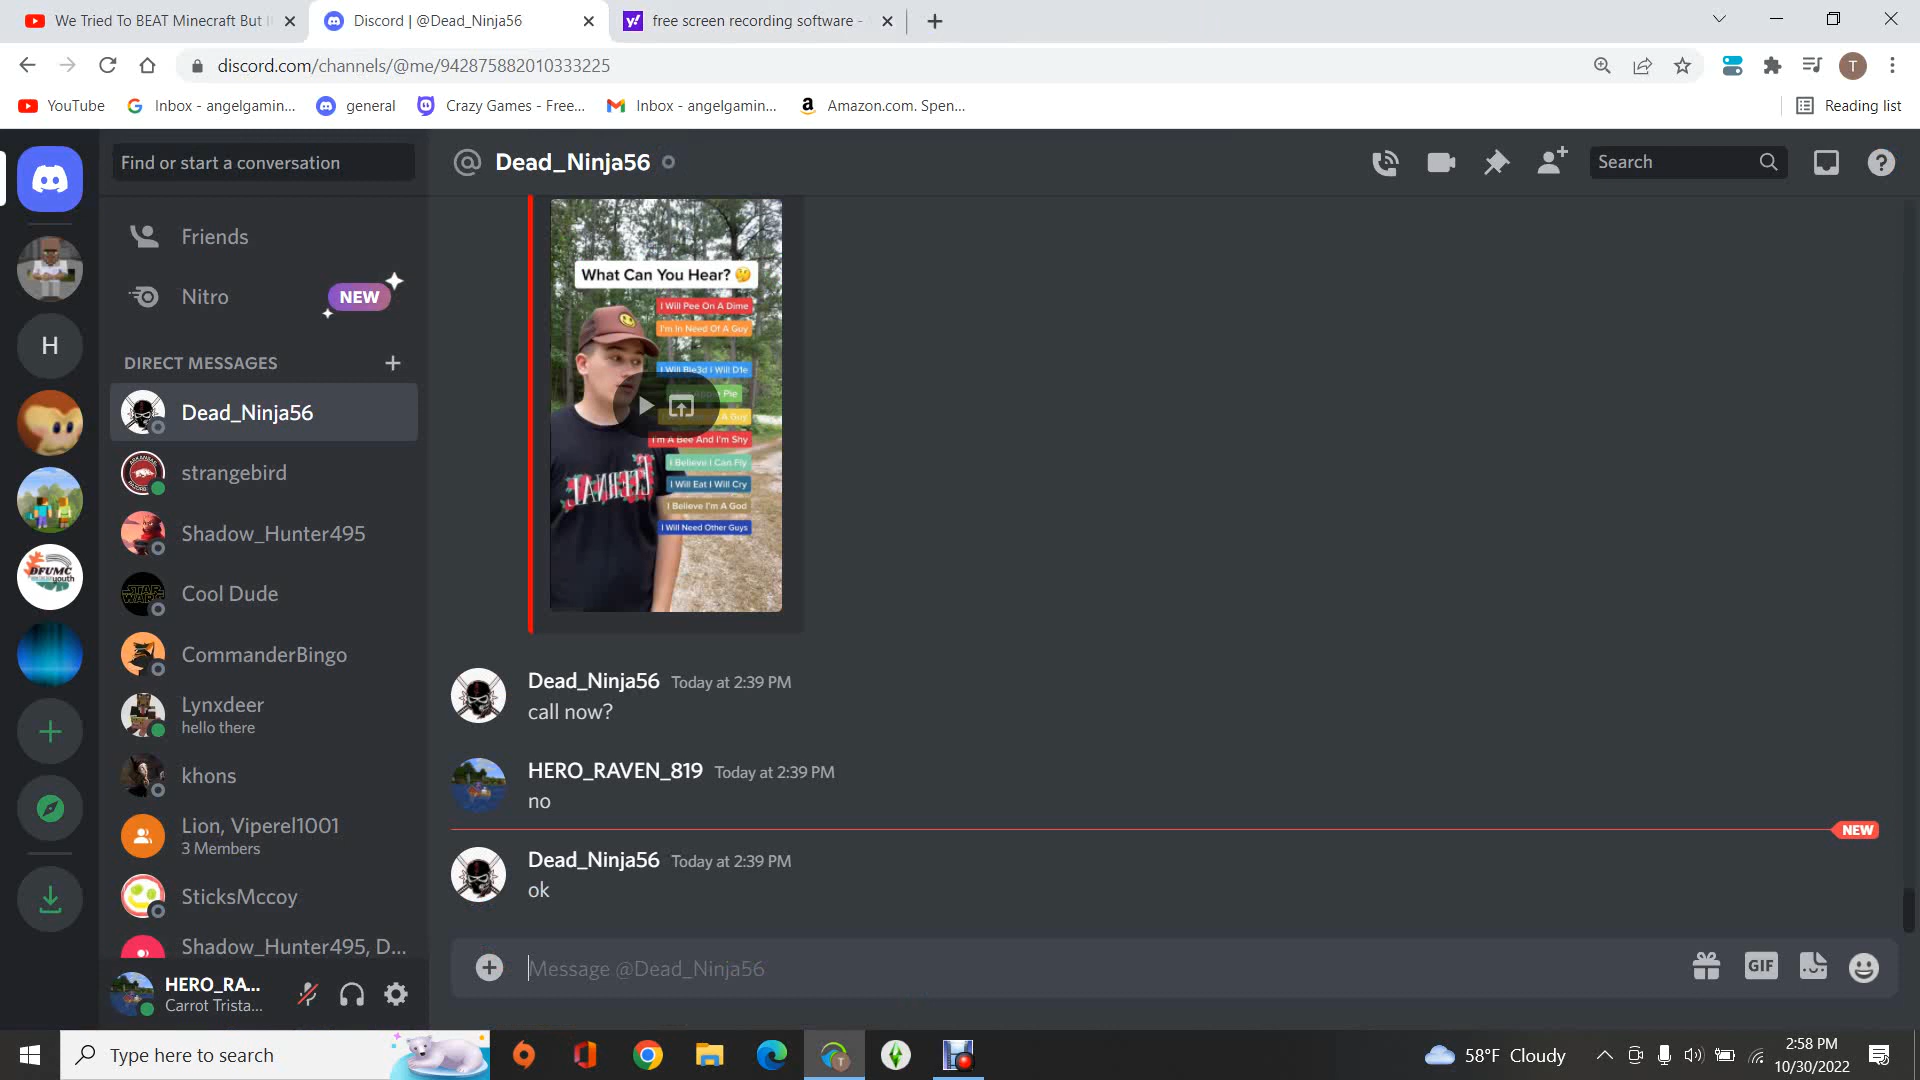 We Tried To BEAT Minecraft But I
Discord | @Dead_Ninja56
free screen recording software -
discord.com/channels/@me/942875882010333225
T
YouTube
Inbox - angelgamin...
general
Crazy Games - Free...
Inbox - angelgamin...
Amazon.com. Spen...
Reading list
Find or start a conversation
Dead_Ninja56
Search
Friends
Nitro
NEW
H
DIRECT MESSAGES
Dead_Ninja56
strangebird
Shadow_Hunter495
Cool Dude
STAR WARS
CommanderBingo
Lynxdeer
hello there
khons
Lion, Viperel1001
3 Members
SticksMccoy
Shadow_Hunter495, D...
DFUMC
youth
HERO_RA...
Carrot Trista...
What Can You Hear? 🤔
I Will Pee On A Dime
I'm In Need Of A Guy
I Will Ble3d I Will D1e
Pie
A Guy
I'm A Bee And I'm Shy
I Believe I Can Fly
I Will Eat I Will Cry
I Believe I'm A God
I Will Need Other Guys
Dead_Ninja56 Today at 2:39 PM
call now?
HERO_RAVEN_819 Today at 2:39 PM
no
NEW
Dead_Ninja56 Today at 2:39 PM
ok
Message @Dead_Ninja56
GIF
Type here to search
58°F Cloudy
2:58 PM
10/30/2022